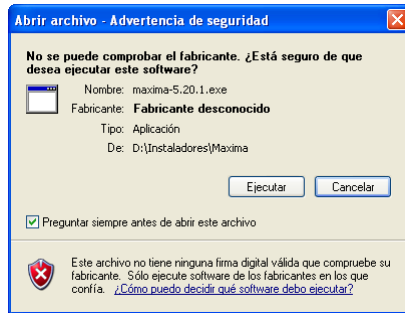 Abrir archivo - Advertencia de seguridad
No se puede comprobar el fabricante. ¿Está seguro de que
desea ejecutar este software?
Nombre: maxima-5.20.1.exe
Fabricante: Fabricante desconocido
Tipo: Aplicación
De: D:\Instaladores\Maxima
Ejecutar Cancelar
Preguntar siempre antes de abrir este archivo
Este archivo no tiene ninguna firma digital válida que compruebe su
fabricante. Sólo ejecute software de los fabricantes en los que
confía. ¿Cómo puedo decidir qué software debo ejecutar?